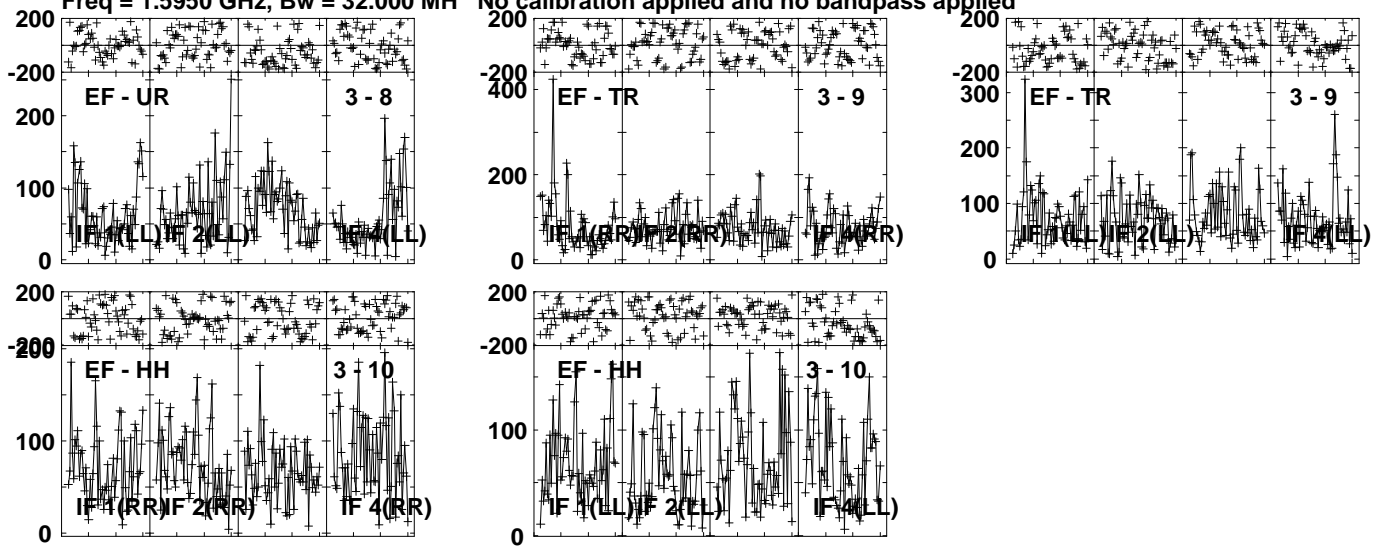 Freq = 1.5950 GHz, Bw = 32.000 MH No calibration applied and no bandpass applied
200
-200
EF - UR 3 - 8
200
100
0
IF 1(LL) IF 2(LL) IF 4(LL)
200
-200
400
EF - TR 3 - 9
200
0
IF 1(RR) IF 2(RR) IF 4(RR)
200
-200
300
EF - TR 3 - 9
200
100
0
IF 1(LL) IF 2(LL) IF 4(LL)
200
-200
200
EF - HH 3 - 10
100
0
IF 1(RR) IF 2(RR) IF 4(RR)
200
-200
EF - HH 3 - 10
100
0
IF 1(LL) IF 2(LL) IF 4(LL)